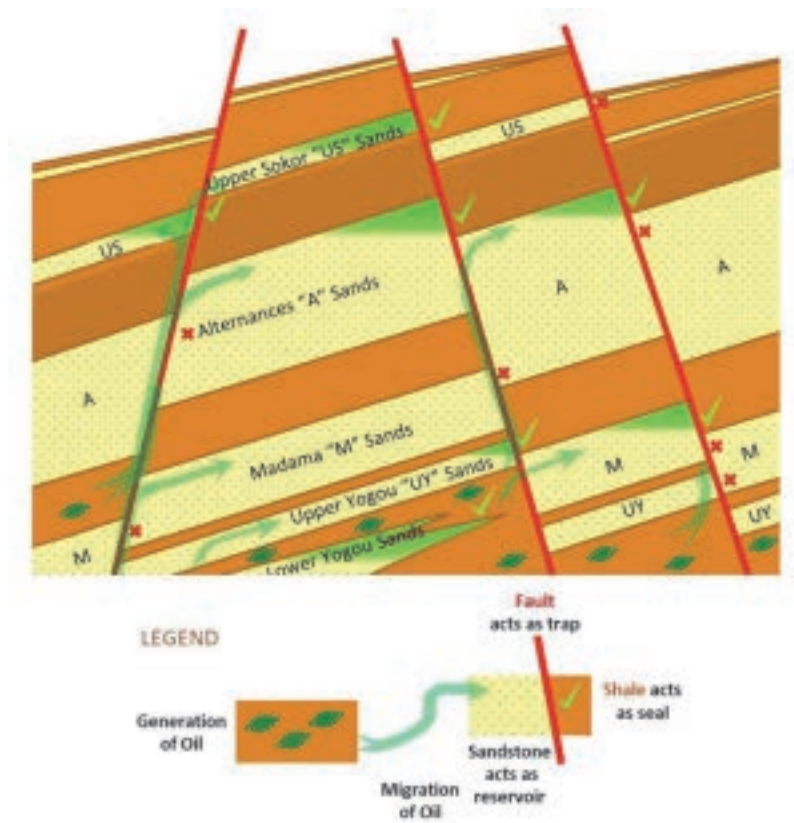 Upper Sokor "US" Sands
US
US
Alternances "A" Sands
A
A
A
Madama "M" Sands
M
M
M
Upper Yogou "UY" Sands
UY
UY
Lower Yogou Sands
LEGEND
Fault
acts as trap
Generation
of Oil
Migration
of Oil
Sandstone
acts as
reservoir
Shale acts
as seal